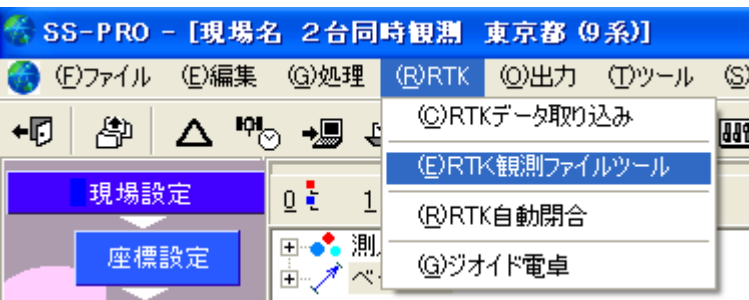 SS-PRO - [現場名 2台同時観測 東京都(9系)]
(F)ファイル (E)編集 (G)処理 (R)RTK (O)出力 (T)ツール (S)
(C)RTKデータ取り込み
(E)RTK観測ファイルツール
現場設定
0 1
(R)RTK自動閉合
座標設定
測
(G)ジオイド電卓
ベ